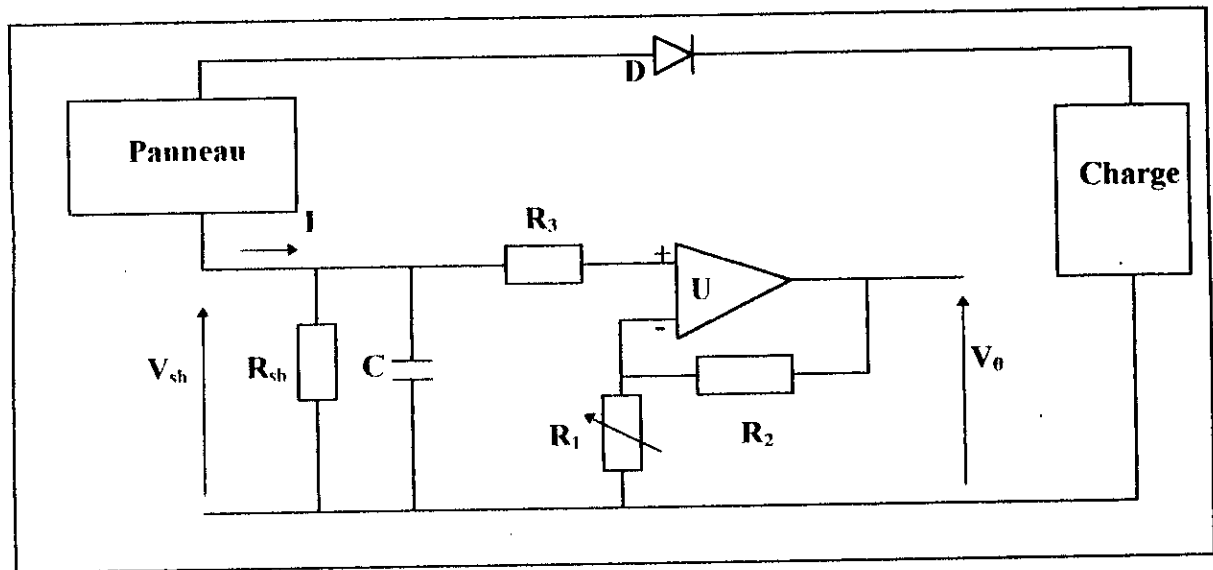 D
Panneau
Charge
I
R₃
+
U
-
Vsh
Rsh
C
R₁
R₂
V₀